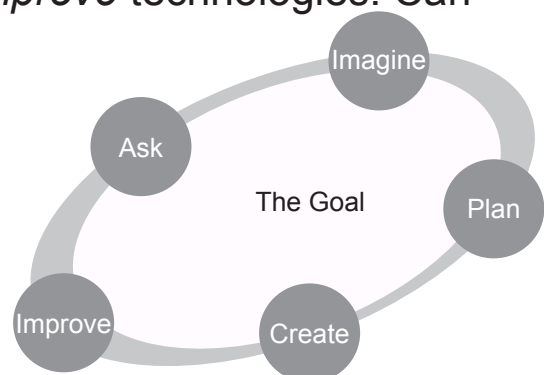 technologies. Can
Imagine
Ask
The Goal
Plan
Improve
Create